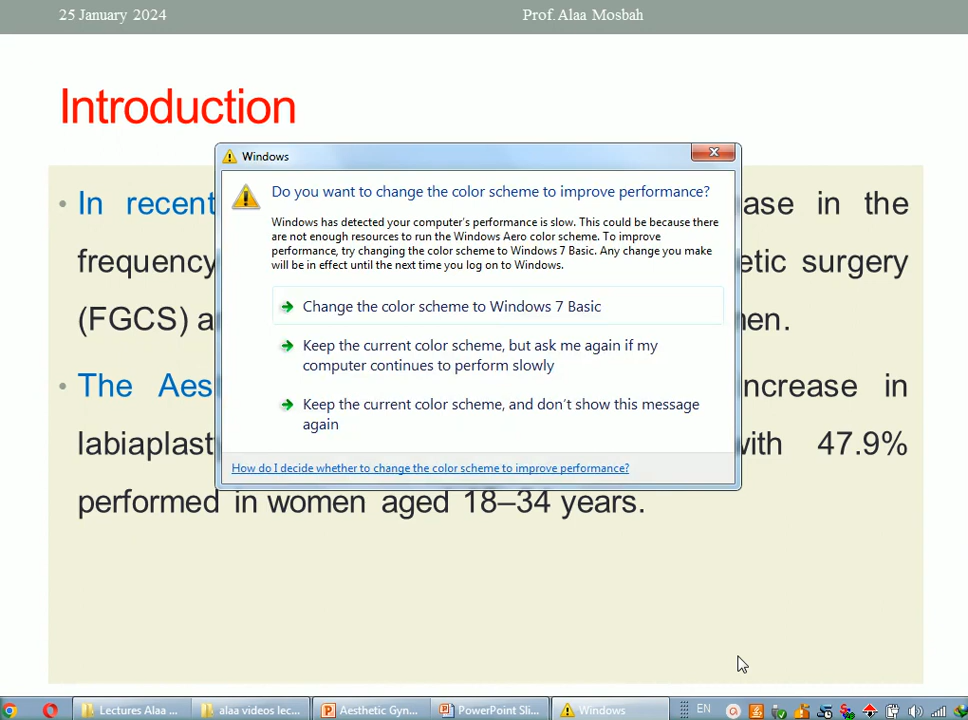 25 January 2024 Prof. Alaa Mosbah
Introduction
• In recent ase in the
frequency etic surgery
(FGCS) a men.
• The Aes increase in
labiaplast with 47.9%
performed in women aged 18–34 years.
Windows
Do you want to change the color scheme to improve performance?
Windows has detected your computer's performance is slow. This could be because there
are not enough resources to run the Windows Aero color scheme. To improve
performance, try changing the color scheme to Windows 7 Basic. Any change you make
will be in effect until the next time you log on to Windows.
Change the color scheme to Windows 7 Basic
Keep the current color scheme, but ask me again if my
computer continues to perform slowly
Keep the current color scheme, and don't show this message
again
How do I decide whether to change the color scheme to improve performance?
Lectures Alaa ... alaa videos lec... Aesthetic Gyn... PowerPoint Sli... Windows EN